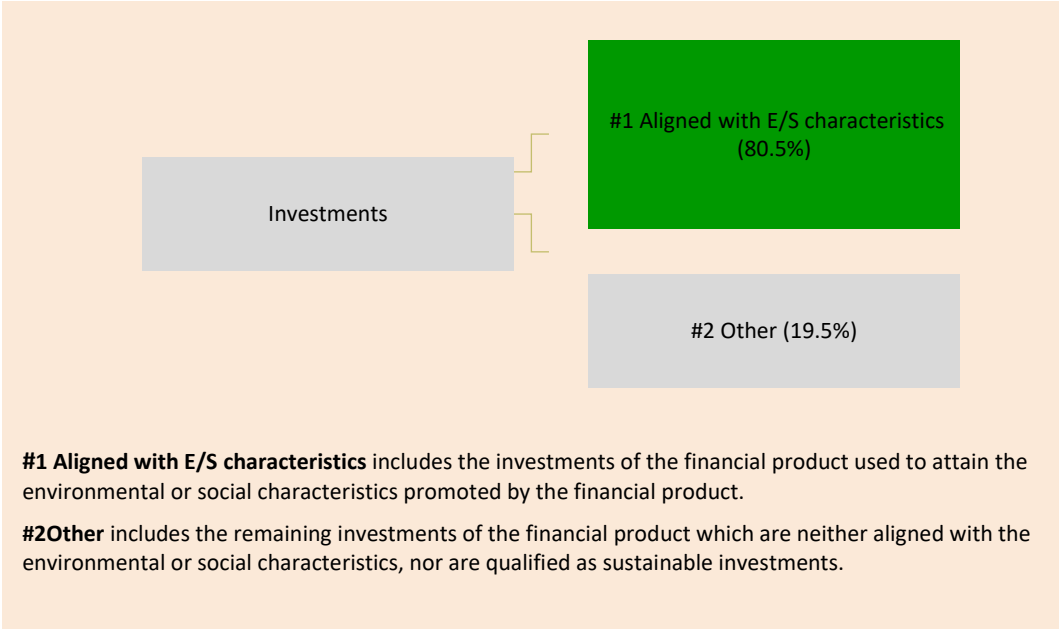 #1 Aligned with E/S characteristics
(80.5%)
Investments
#2 Other (19.5%)
#1 Aligned with E/S characteristics includes the investments of the financial product used to attain the
environmental or social characteristics promoted by the financial product.
#2Other includes the remaining investments of the financial product which are neither aligned with the
environmental or social characteristics, nor are qualified as sustainable investments.